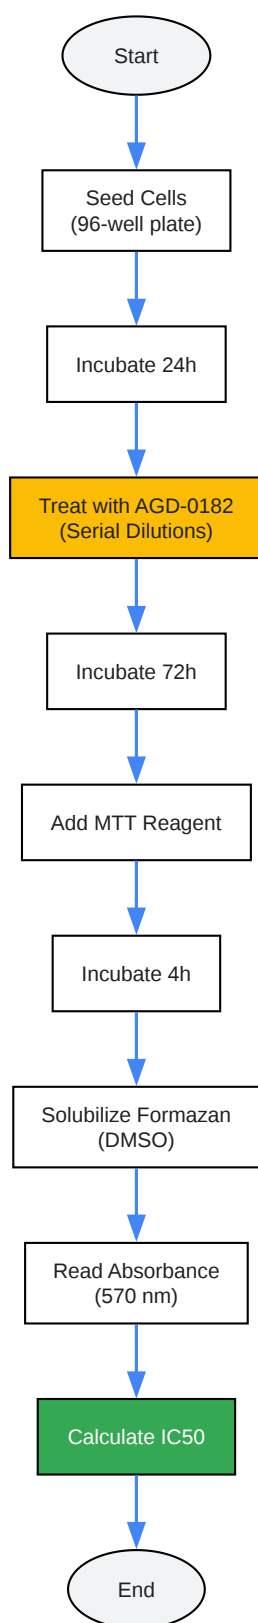 Start
Seed Cells
(96-well plate)
Incubate 24h
Treat with AGD-0182
(Serial Dilutions)
Incubate 72h
Add MTT Reagent
Incubate 4h
Solubilize Formazan
(DMSO)
Read Absorbance
(570 nm)
Calculate IC50
End